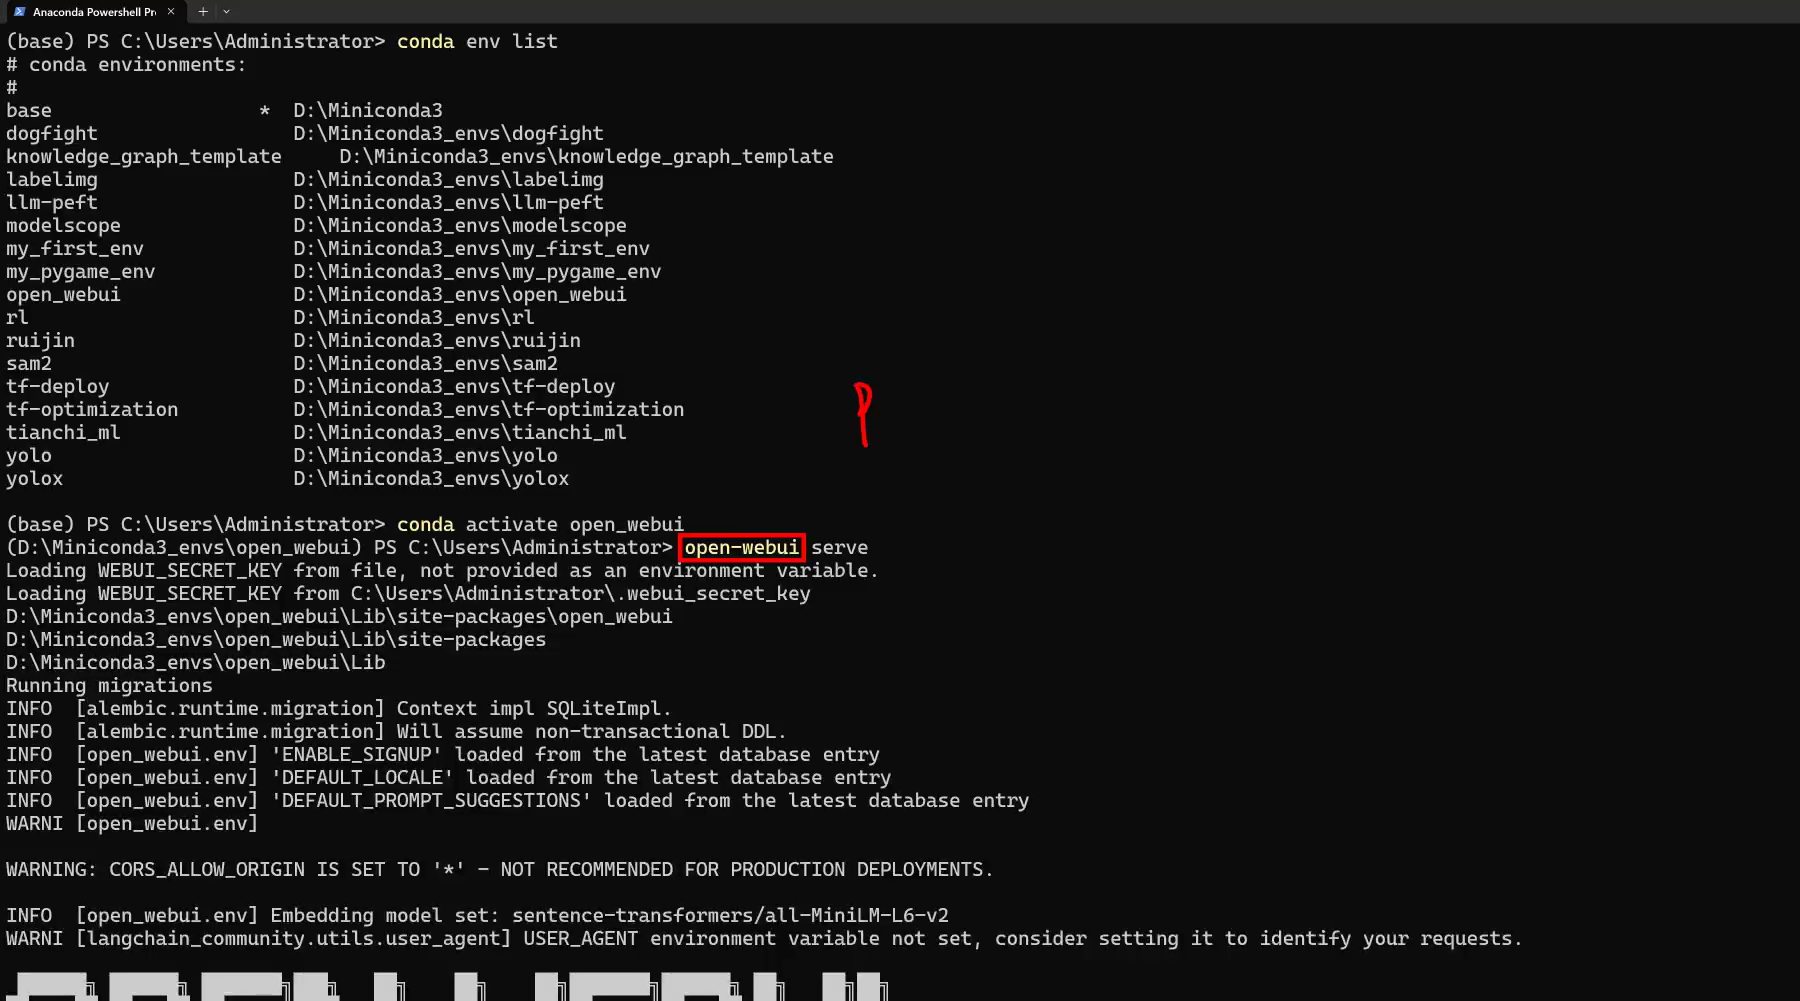 Anaconda Powershell Pr
(base) PS C:\Users\Administrator> conda env list
# conda environments:
#
base * D:\Miniconda3
dogfight D:\Miniconda3_envs\dogfight
knowledge_graph_template D:\Miniconda3_envs\knowledge_graph_template
labelimg D:\Miniconda3_envs\labelimg
llm-peft D:\Miniconda3_envs\llm-peft
modelscope D:\Miniconda3_envs\modelscope
my_first_env D:\Miniconda3_envs\my_first_env
my_pygame_env D:\Miniconda3_envs\my_pygame_env
open_webui D:\Miniconda3_envs\open_webui
rl D:\Miniconda3_envs\rl
ruijin D:\Miniconda3_envs\ruijin
sam2 D:\Miniconda3_envs\sam2
tf-deploy D:\Miniconda3_envs\tf-deploy
tf-optimization D:\Miniconda3_envs\tf-optimization
tianchi_ml D:\Miniconda3_envs\tianchi_ml
yolo D:\Miniconda3_envs\yolo
yolox D:\Miniconda3_envs\yolox
(base) PS C:\Users\Administrator> conda activate open_webui
(D:\Miniconda3_envs\open_webui) PS C:\Users\Administrator> open-webui serve
Loading WEBUI_SECRET_KEY from file, not provided as an environment variable.
Loading WEBUI_SECRET_KEY from C:\Users\Administrator\.webui_secret_key
D:\Miniconda3_envs\open_webui\Lib\site-packages\open_webui
D:\Miniconda3_envs\open_webui\Lib\site-packages
D:\Miniconda3_envs\open_webui\Lib
Running migrations
INFO [alembic.runtime.migration] Context impl SQLiteImpl.
INFO [alembic.runtime.migration] Will assume non-transactional DDL.
INFO [open_webui.env] 'ENABLE_SIGNUP' loaded from the latest database entry
INFO [open_webui.env] 'DEFAULT_LOCALE' loaded from the latest database entry
INFO [open_webui.env] 'DEFAULT_PROMPT_SUGGESTIONS' loaded from the latest database entry
WARNI [open_webui.env]
WARNING: CORS_ALLOW_ORIGIN IS SET TO '*' - NOT RECOMMENDED FOR PRODUCTION DEPLOYMENTS.
INFO [open_webui.env] Embedding model set: sentence-transformers/all-MiniLM-L6-v2
WARNI [langchain_community.utils.user_agent] USER_AGENT environment variable not set, consider setting it to identify your requests.